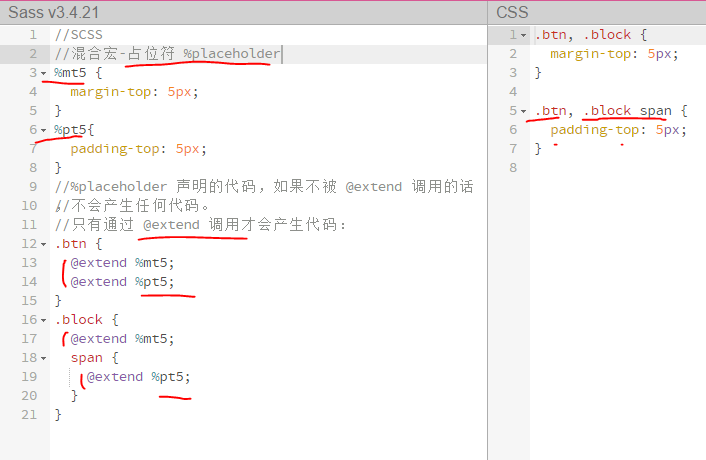 Sass v3.4.21
CSS
1 //SCSS
2 //混合宏-占位符 %placeholder
3 %mt5 {
4 margin-top: 5px;
5 }
6 %pt5{
7 padding-top: 5px;
8 }
9 //%placeholder 声明的代码，如果不被 @extend 调用的话
10 //不会产生任何代码。
11 //只有通过 @extend 调用才会产生代码：
12 .btn {
13 @extend %mt5;
14 @extend %pt5;
15 }
16 .block {
17 @extend %mt5;
18 span {
19 @extend %pt5;
20 }
21 }
1 .btn, .block {
2 margin-top: 5px;
3 }
4
5 .btn, .block span {
6 padding-top: 5px;
7 }
8